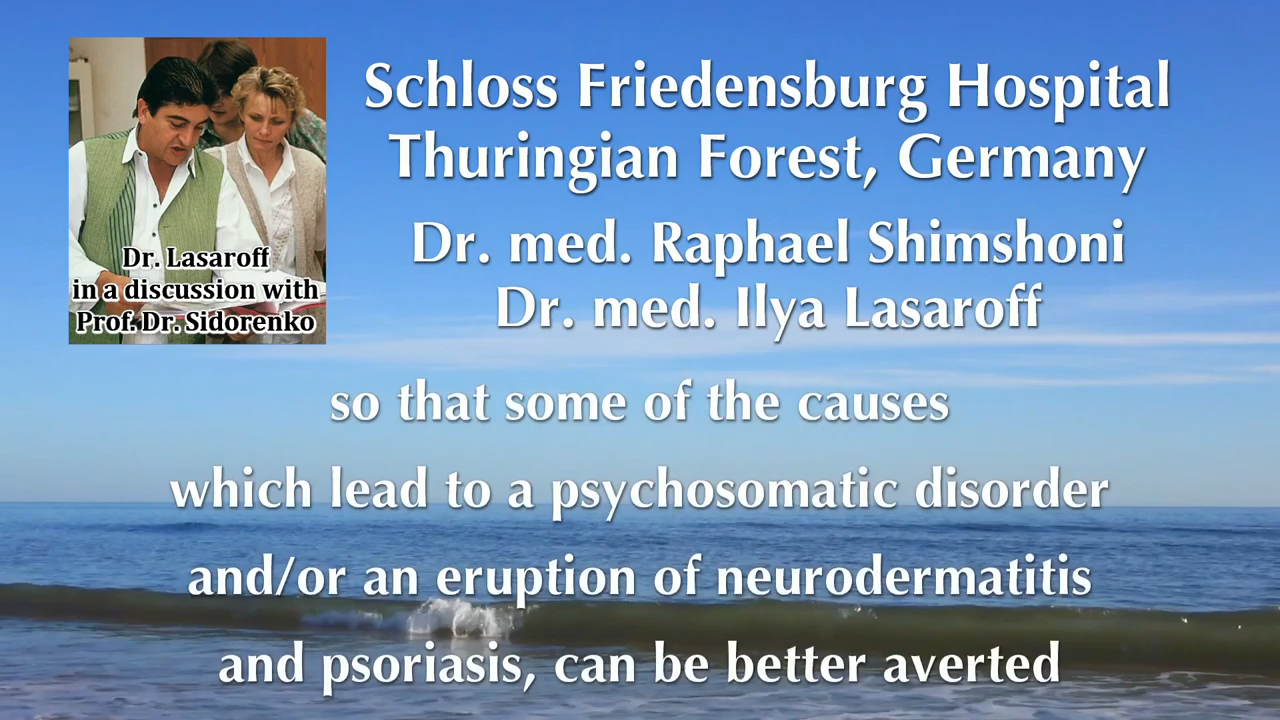 Schloss Friedensburg Hospital
Thuringian Forest, Germany
Dr. med. Raphael Shimshoni
Dr. med. Ilya Lasaroff
Dr. Lasaroff
in a discussion with
Prof. Dr. Sidorenko
so that some of the causes
which lead to a psychosomatic disorder
and/or an eruption of neurodermatitis
and psoriasis, can be better averted